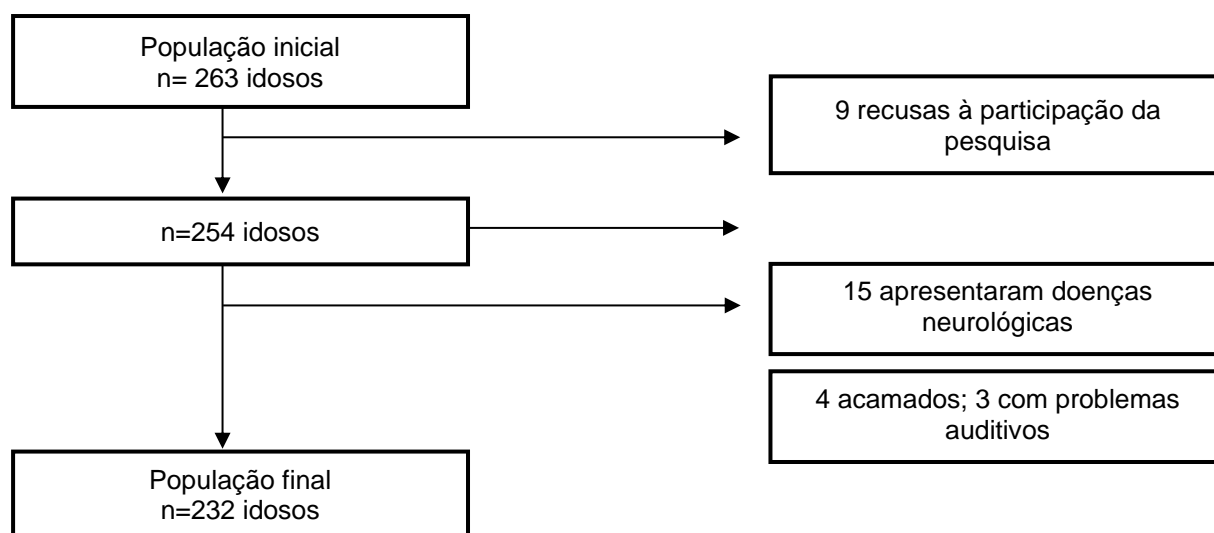 População inicial
n= 263 idosos
9 recusas à participação da
pesquisa
n=254 idosos
15 apresentaram doenças
neurológicas
4 acamados; 3 com problemas
auditivos
População final
n=232 idosos